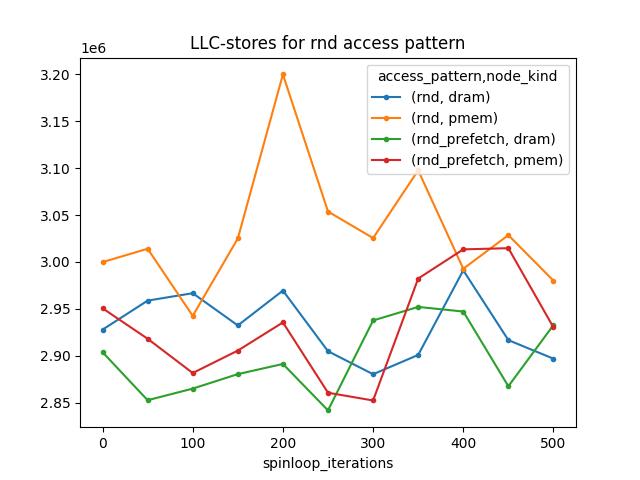 LLC-stores for rnd access pattern
1e6
access_pattern,node_kind
(rnd, dram)
(rnd, pmem)
(rnd_prefetch, dram)
(rnd_prefetch, pmem)
3.20
3.15
3.10
3.05
3.00
2.95
2.90
2.85
0 100 200 300 400 500
spinloop_iterations